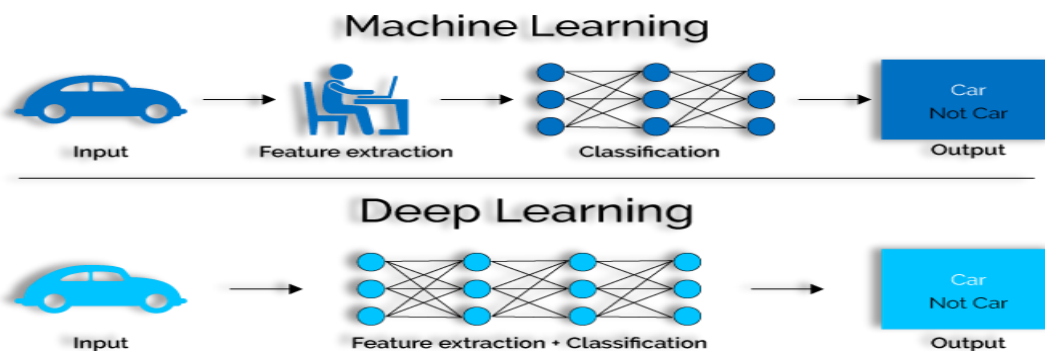 Machine Learning
Car
Not Car
Input
Feature extraction
Classification
Output
Deep Learning
Car
Not Car
Input
Feature extraction + Classification
Output